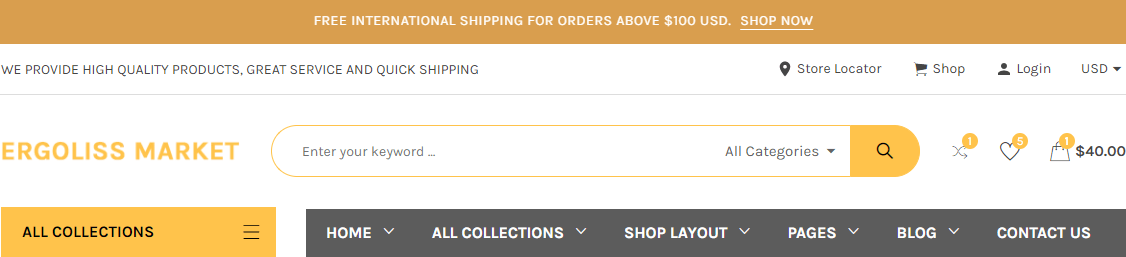 FREE INTERNATIONAL SHIPPING FOR ORDERS ABOVE $100 USD. SHOP NOW
WE PROVIDE HIGH QUALITY PRODUCTS, GREAT SERVICE AND QUICK SHIPPING
Store Locator Shop Login USD
ERGOLISS MARKET
Enter your keyword ... All Categories
1 5 1 $40.00
ALL COLLECTIONS
HOME ALL COLLECTIONS SHOP LAYOUT PAGES BLOG CONTACT US